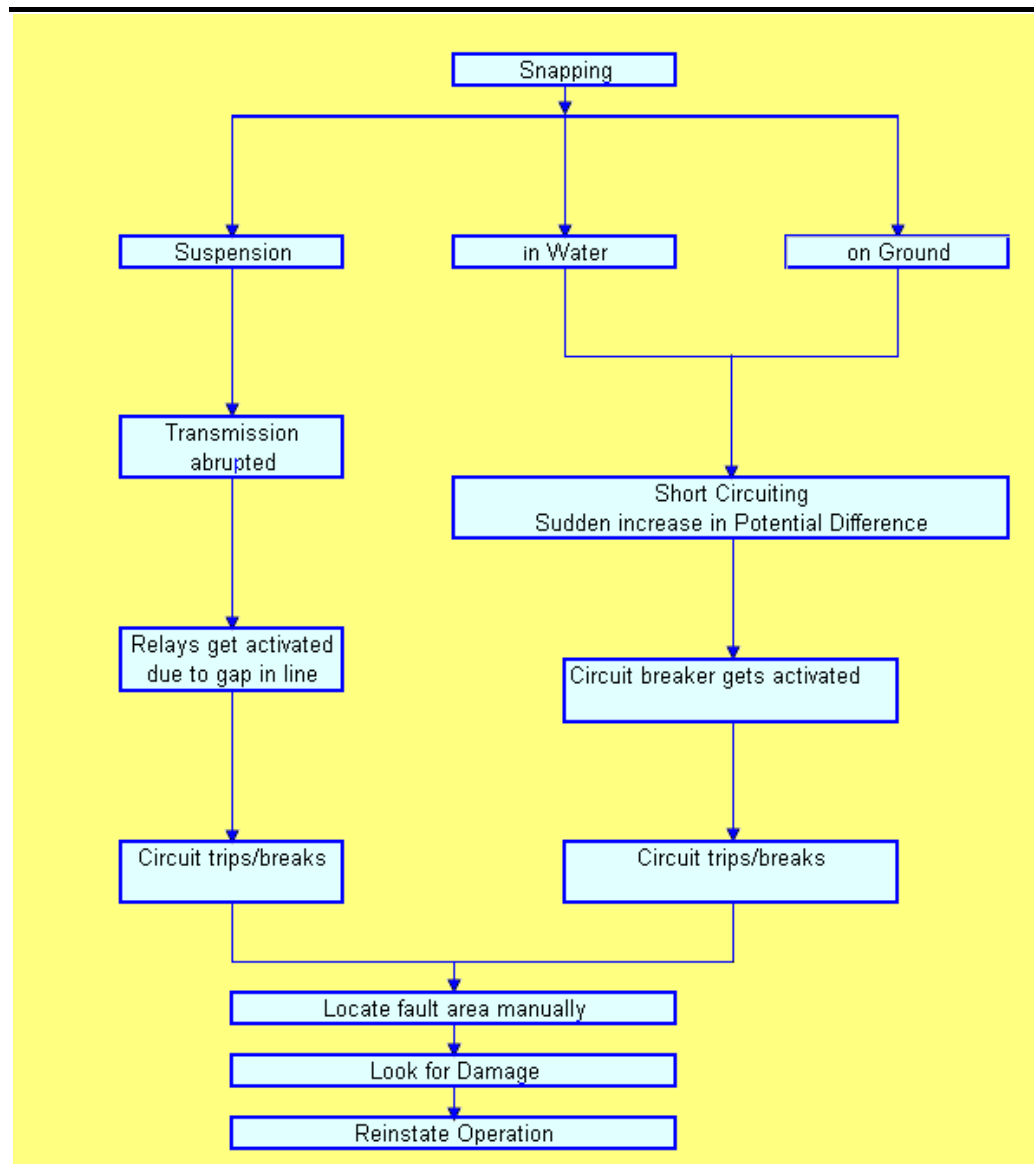 Snapping
Suspension
in Water
on Ground
Transmission
abrupted
Short Circuiting
Sudden increase in Potential Difference
Relays get activated
due to gap in line
Circuit breaker gets activated
Circuit trips/breaks
Circuit trips/breaks
Locate fault area manually
Look for Damage
Reinstate Operation